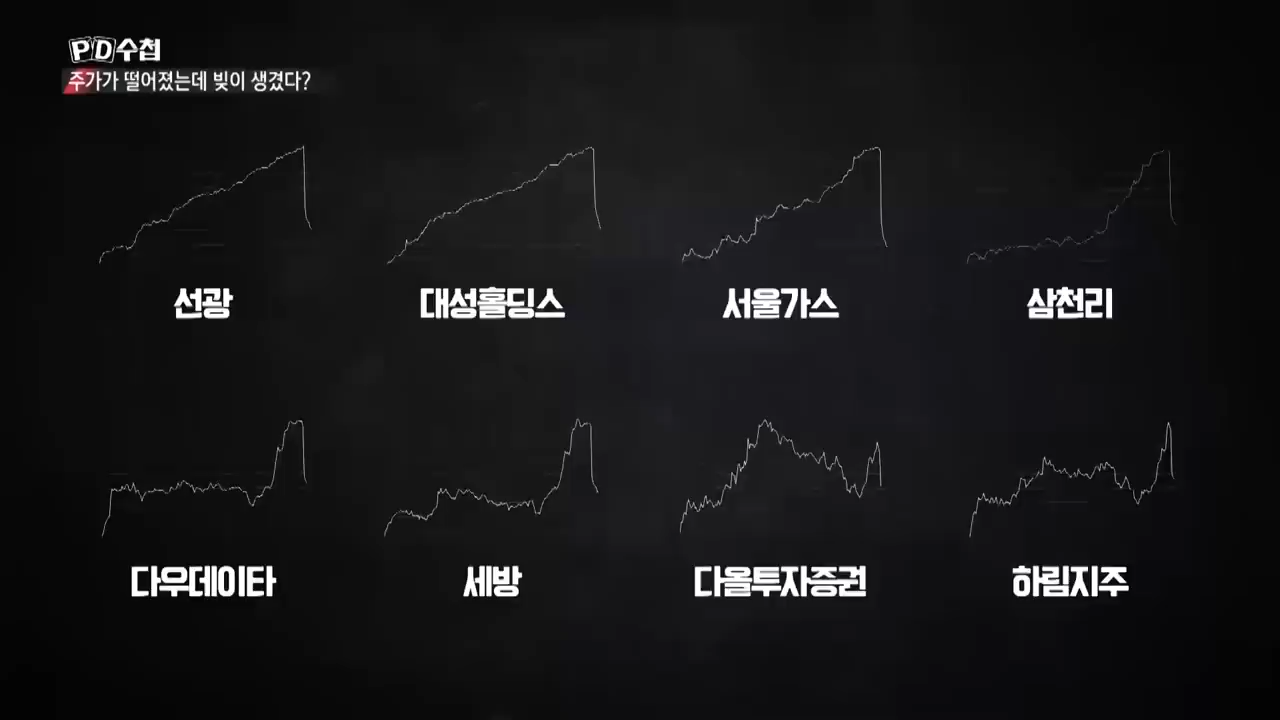 PD수첩
주가가 떨어졌는데 빚이 생겼다?
선광
대성홀딩스
서울가스
삼천리
다우데이타
세방
다올투자증권
하림지주